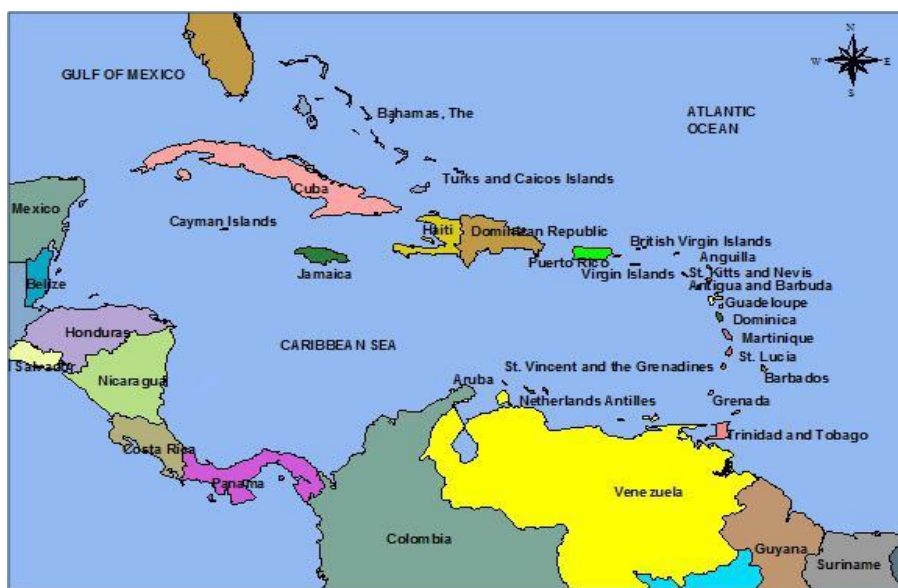 N
W E
S
GULF OF MEXICO
ATLANTIC
OCEAN
Bahamas, The
Turks and Caicos Islands
Cuba
Mexico
Cayman Islands
Haiti
Dominican Republic
British Virgin Islands
Anguilla
Puerto Rico
Virgin Islands
St. Kitts and Nevis
Jamaica
Belize
Antigua and Barbuda
Guadeloupe
Dominica
Honduras
Martinique
CARIBBEAN SEA
St. Lucia
l Salvador
St. Vincent and the Grenadines
Nicaragua
Aruba
Barbados
Netherlands Antilles
Grenada
Trinidad and Tobago
Costa Rica
Panama
Venezuela
Colombia
Guyana
Suriname